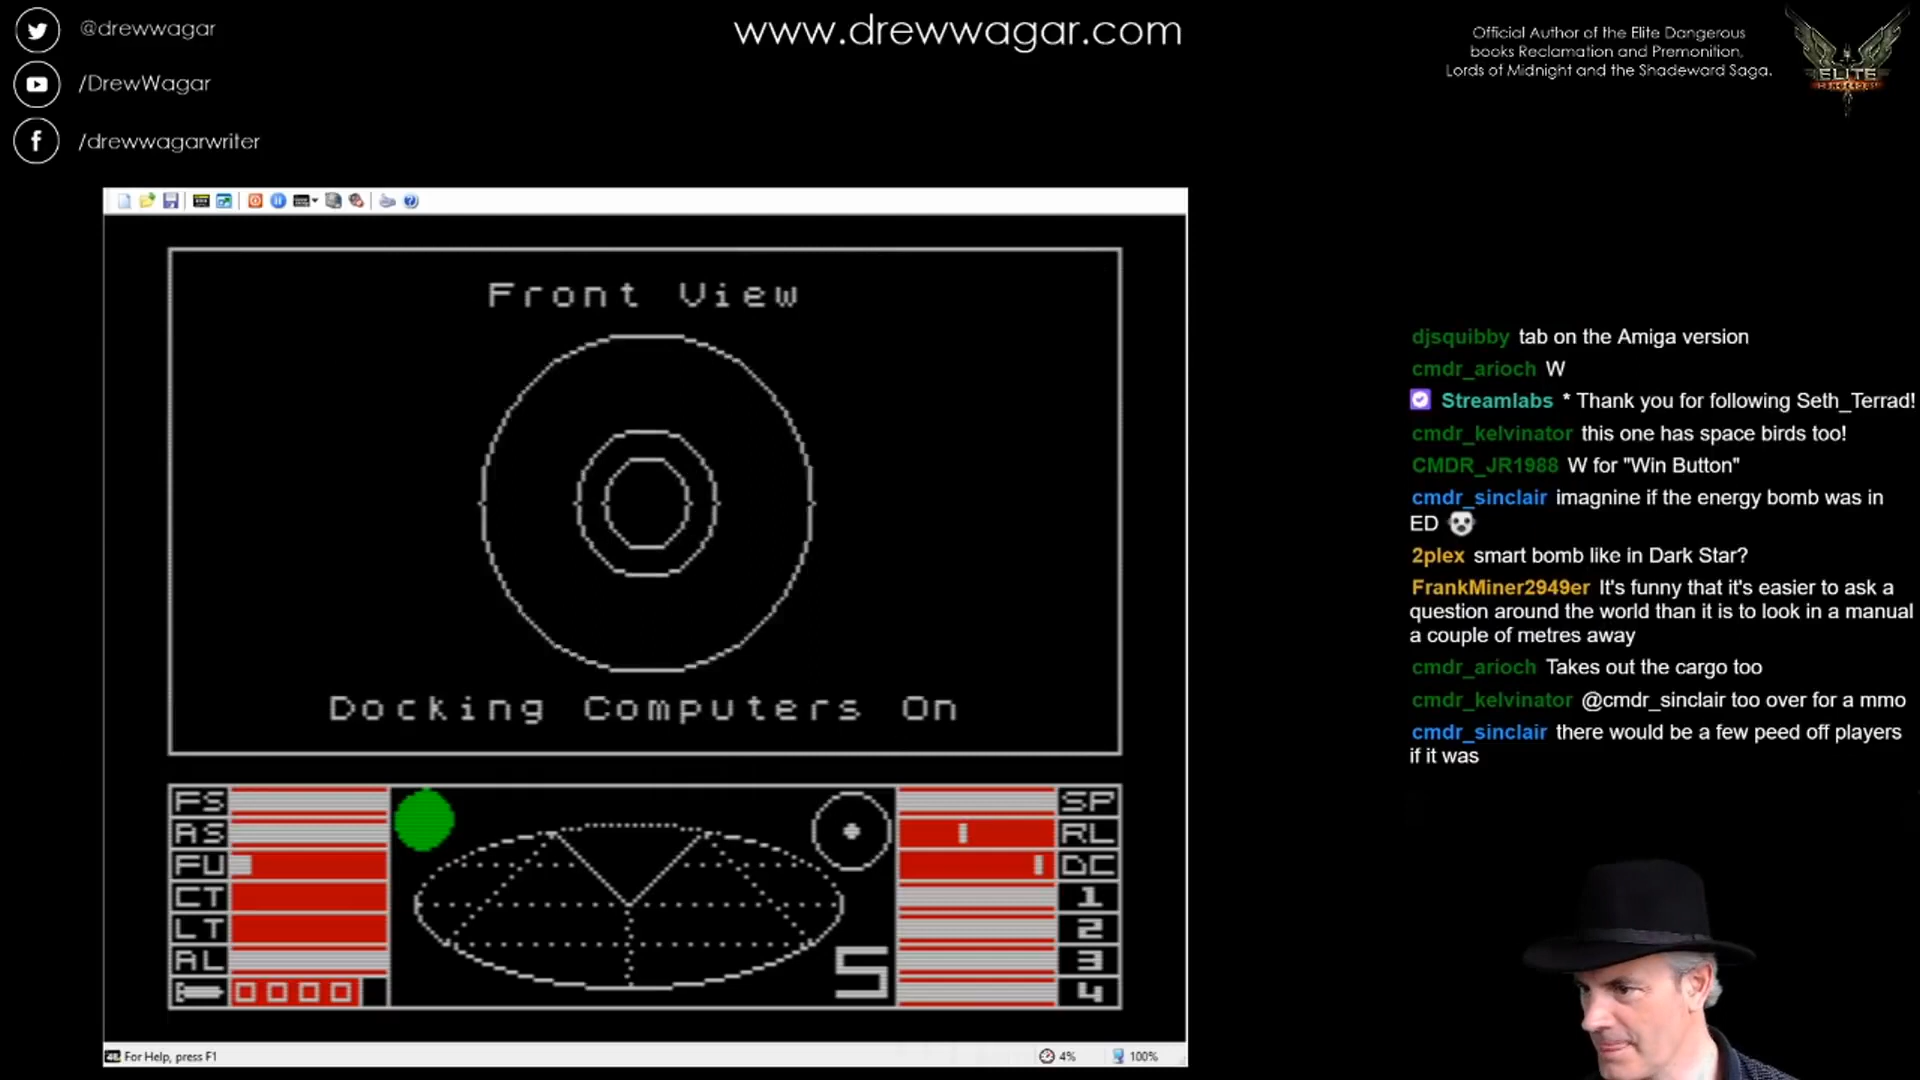 @drewwagar
/DrewWagar
/drewwagarwriter
www.drewwagar.com
Official Author of the Elite Dangerous
books Reclamation and Premonition,
Lords of Midnight and the Shadeward Saga.
ELITE
DANGEROUS
Front View
Docking Computers On
FS
AS
FU
CT
LT
AL
S
SP
RL
DC
1
2
3
4
For Help, press F1
4%
100%
djsquibby tab on the Amiga version
cmdr_arioch W
Streamlabs * Thank you for following Seth_Terrad!
cmdr_kelvinator this one has space birds too!
CMDR_JR1988 W for "Win Button"
cmdr_sinclair imagnine if the energy bomb was in
ED
2plex smart bomb like in Dark Star?
FrankMiner2949er It's funny that it's easier to ask a
question around the world than it is to look in a manual
a couple of metres away
cmdr_arioch Takes out the cargo too
cmdr_kelvinator @cmdr_sinclair too over for a mmo
cmdr_sinclair there would be a few peed off players
if it was